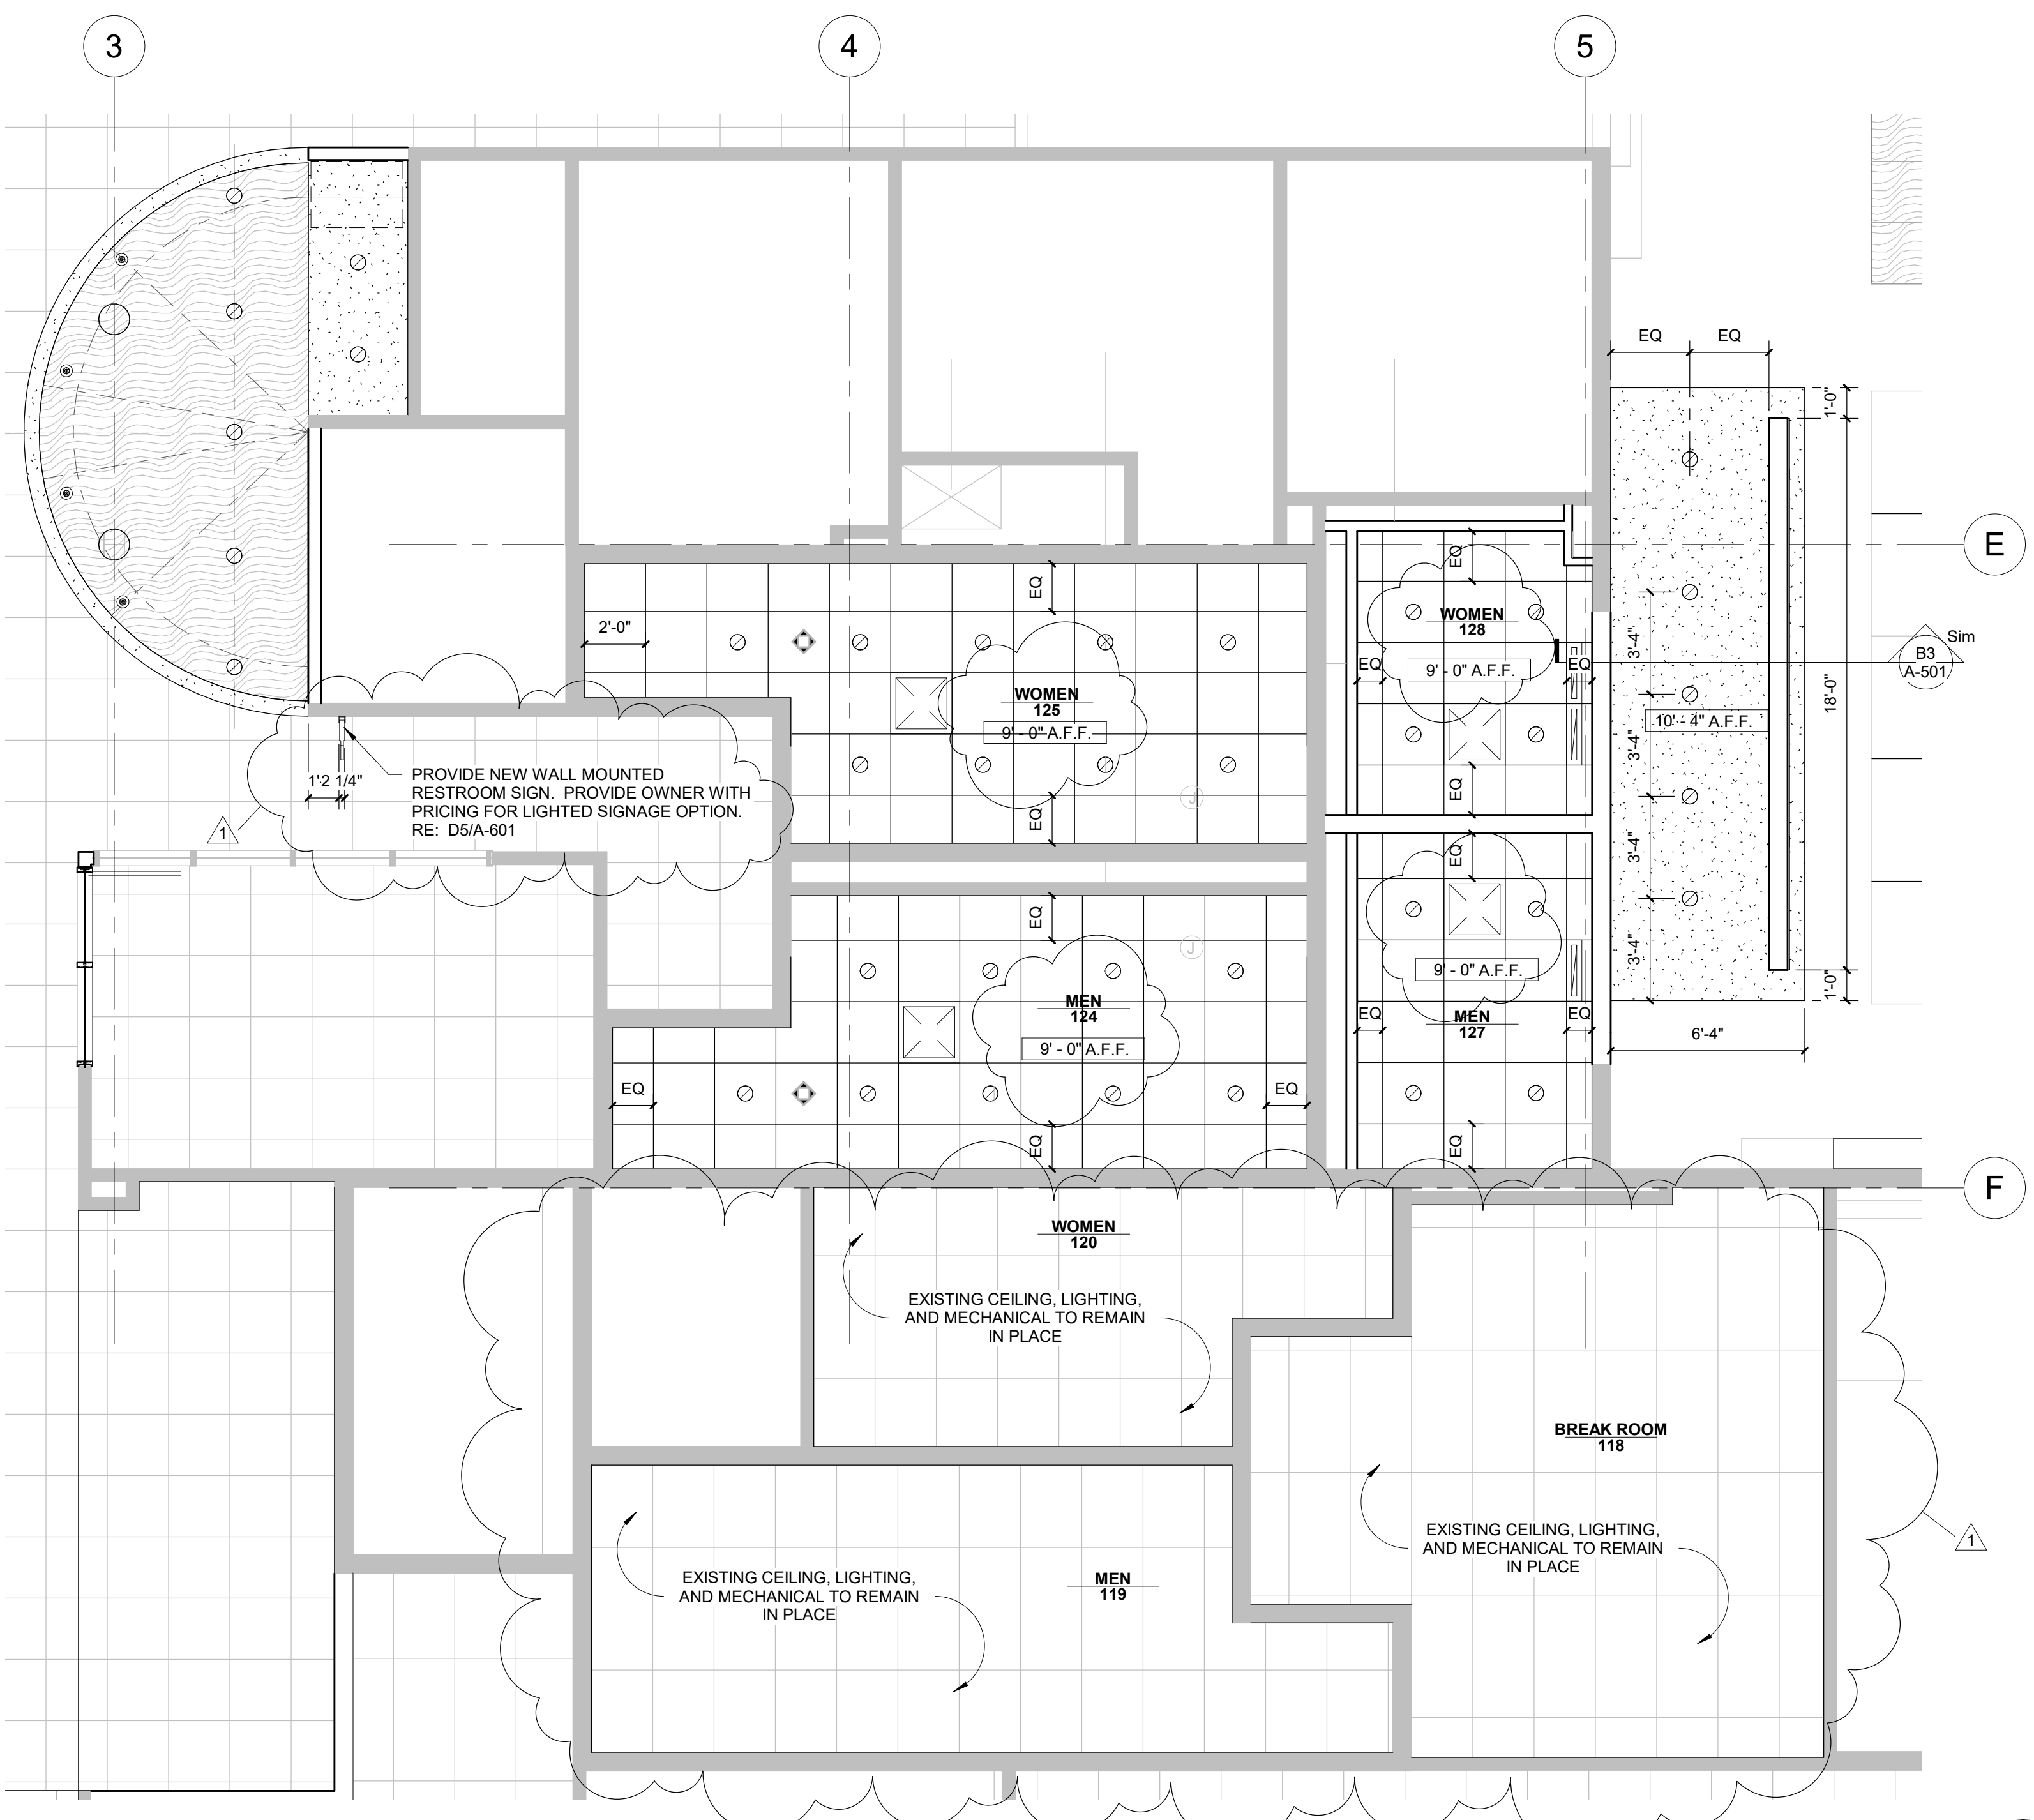 3
4
5
EQ
EQ
1'-0"
E
EQ
EQ
WOMEN
128
2'-0"
3'-4"
Sim
B3
A-501
EQ
9' - 0" A.F.F.
EQ
WOMEN
125
9' - 0" A.F.F.
10' - 4" A.F.F.
18'-0"
3'-4"
1'2 1/4"
PROVIDE NEW WALL MOUNTED
RESTROOM SIGN. PROVIDE OWNER WITH
PRICING FOR LIGHTED SIGNAGE OPTION.
RE: D5/A-601
1
J
EQ
EQ
EQ
3'-4"
EQ
J
3'-4"
9' - 0" A.F.F.
1'-0"
MEN
124
EQ
MEN
127
EQ
6'-4"
9' - 0" A.F.F.
EQ
EQ
EQ
EQ
F
WOMEN
120
EXISTING CEILING, LIGHTING,
AND MECHANICAL TO REMAIN
IN PLACE
BREAK ROOM
118
EXISTING CEILING, LIGHTING,
AND MECHANICAL TO REMAIN
IN PLACE
1
EXISTING CEILING, LIGHTING,
AND MECHANICAL TO REMAIN
IN PLACE
MEN
119